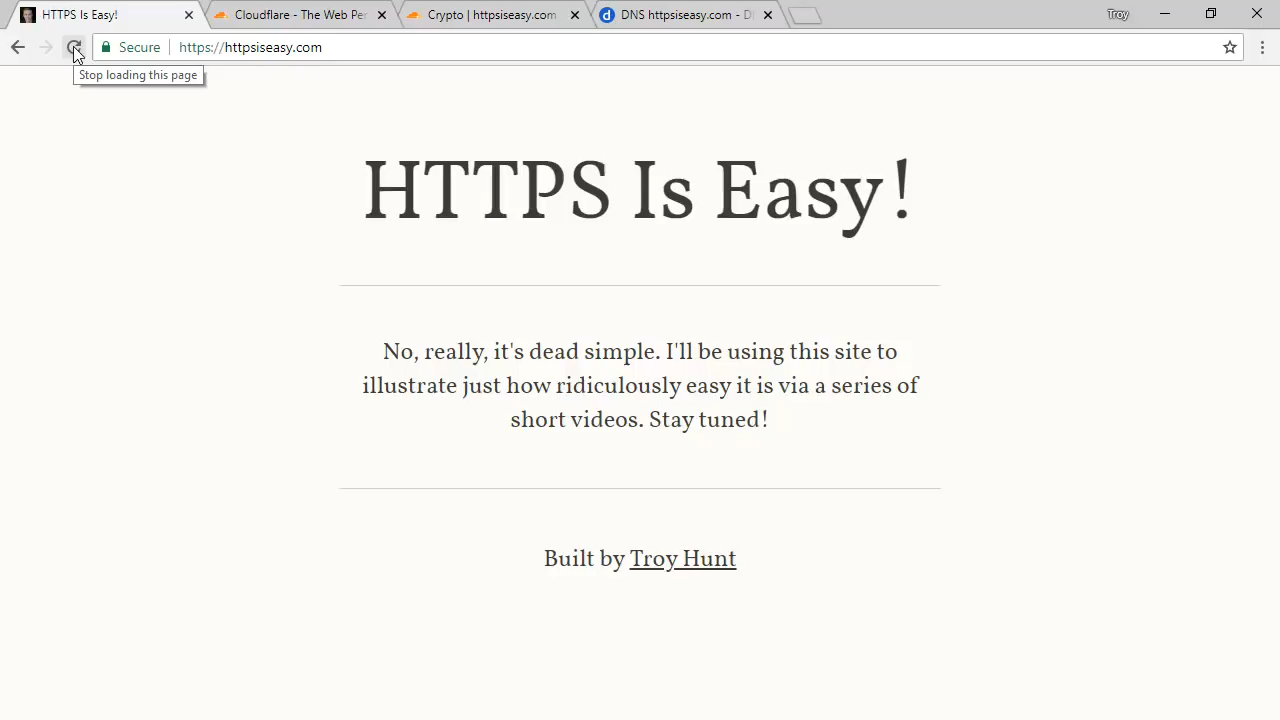 HTTPS Is Easy!
Cloudflare - The Web Per
Crypto | httpsiseasy.com
DNS httpsiseasy.com - D
Troy
Secure
https://httpsiseasy.com
Stop loading this page
HTTPS Is Easy!
No, really, it's dead simple. I'll be using this site to
illustrate just how ridiculously easy it is via a series of
short videos. Stay tuned!
Built by Troy Hunt